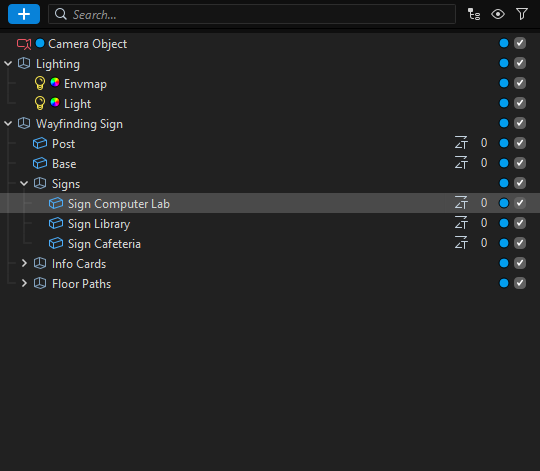 Search...
Camera Object
Lighting
Envmap
Light
Wayfinding Sign
Post 0
Base 0
Signs
Sign Computer Lab 0
Sign Library 0
Sign Cafeteria 0
Info Cards
Floor Paths